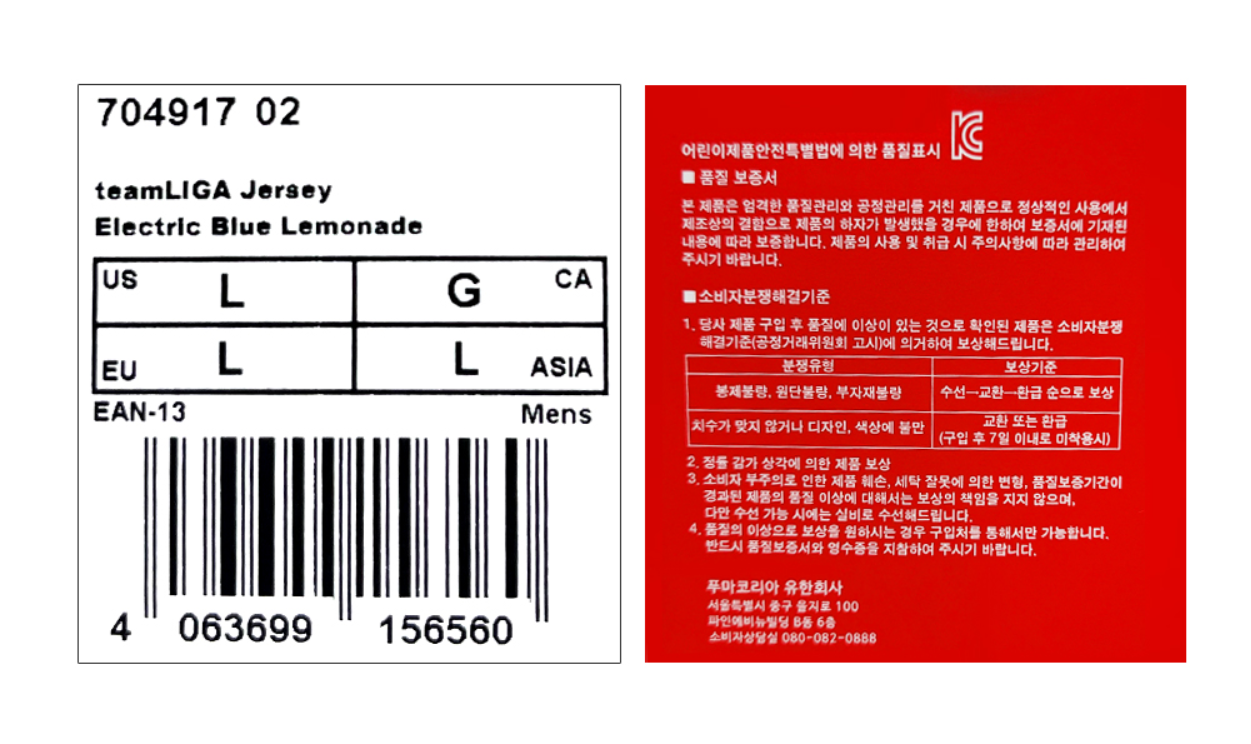 704917 02
teamLIGA Jersey
Electric Blue Lemonade
US L G CA
EU L L ASIA
EAN-13 Mens
4 063699 156560
어린이제품안전특별법에 의한 품질표시 KC
■ 품질 보증서
본 제품은 엄격한 품질관리와 공정관리를 거친 제품으로 정상적인 사용에서
제조상의 결함으로 제품의 하자가 발생했을 경우에 한하여 보증서에 기재된
내용에 따라 보증합니다. 제품의 사용 및 취급 시 주의사항에 따라 관리하여
주시기 바랍니다.
■ 소비자분쟁해결기준
1. 당사 제품 구입 후 품질에 이상이 있는 것으로 확인된 제품은 소비자분쟁
해결기준(공정거래위원회 고시)에 의거하여 보상해드립니다.
분쟁유형 보상기준
봉제불량, 원단불량, 부자재불량 수선—교환—환급 순으로 보상
치수가 맞지 않거나 디자인, 색상에 불만 교환 또는 환급
(구입 후 7일 이내로 미착용시)
2. 정률 감가 상각에 의한 제품 보상
3. 소비자 부주의로 인한 제품 훼손, 세탁 잘못에 의한 변형, 품질보증기간이
경과된 제품의 품질 이상에 대해서는 보상의 책임을 지지 않으며,
다만 수선 가능 시에는 실비로 수선해드립니다.
4. 품질의 이상으로 보상을 원하시는 경우 구입처를 통해서만 가능합니다.
반드시 품질보증서와 영수증을 지참하여 주시기 바랍니다.
푸마코리아 유한회사
서울특별시 중구 을지로 100
파인에비뉴빌딩 B동 6층
소비자상담실 080-082-0888